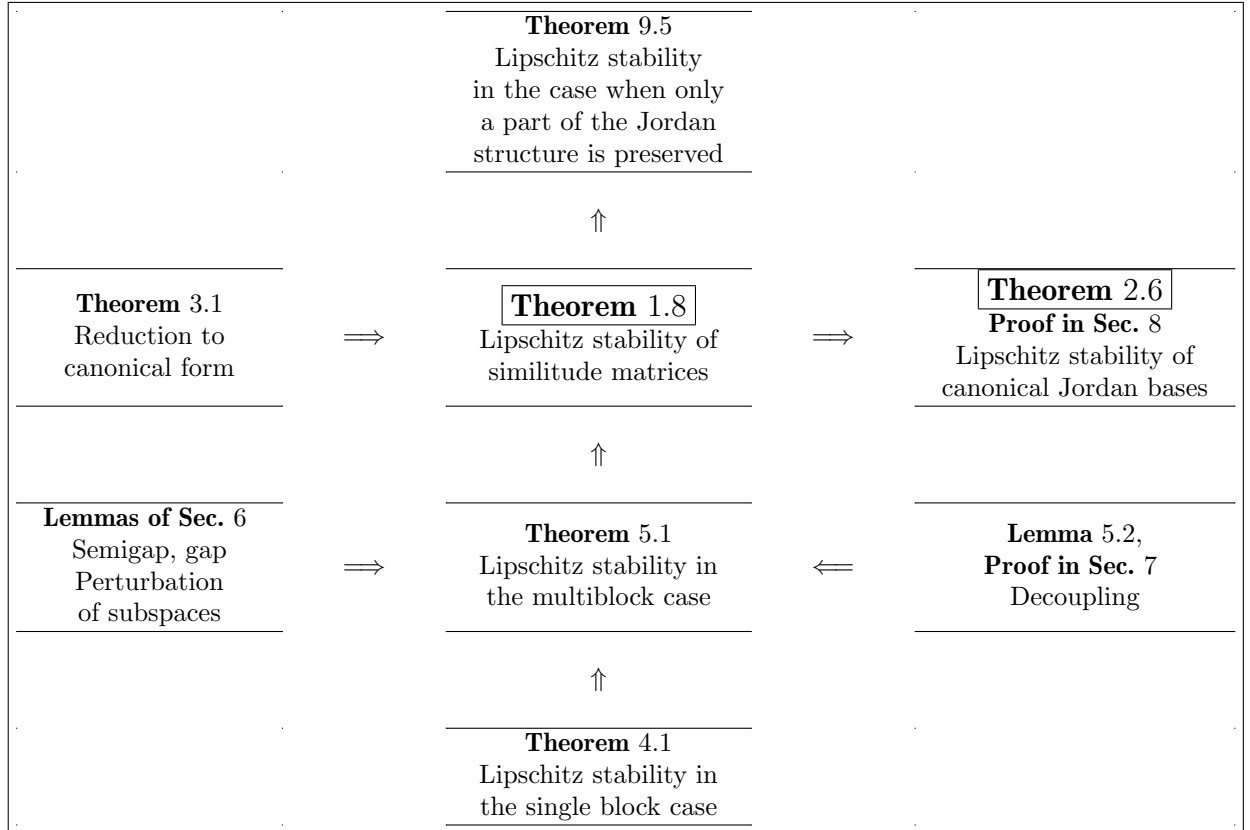 Theorem 9.5
Lipschitz stability
in the case when only
a part of the Jordan
structure is preserved
⇑
Theorem 3.1
Reduction to
canonical form
⟹
Theorem 1.8
Lipschitz stability of
similitude matrices
⟹
Theorem 2.6
Proof in Sec. 8
Lipschitz stability of
canonical Jordan bases
⇑
Lemmas of Sec. 6
Semigap, gap
Perturbation
of subspaces
⟹
Theorem 5.1
Lipschitz stability in
the multiblock case
⟸
Lemma 5.2,
Proof in Sec. 7
Decoupling
⇑
Theorem 4.1
Lipschitz stability in
the single block case